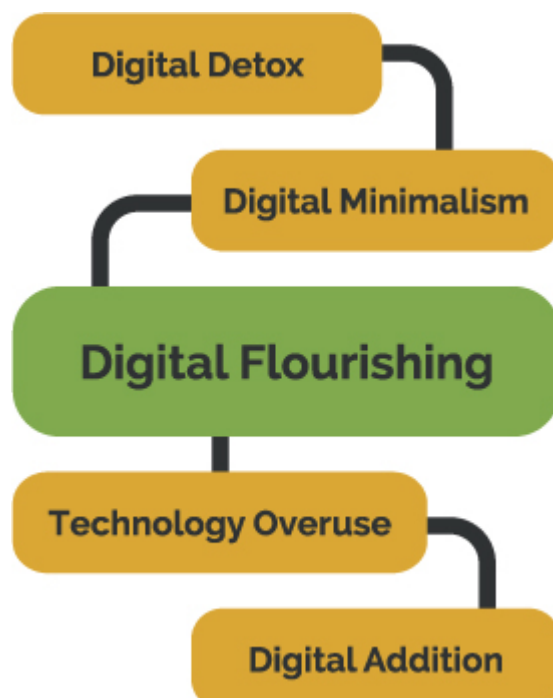 Digital Detox
Digital Minimalism
Digital Flourishing
Technology Overuse
Digital Addition